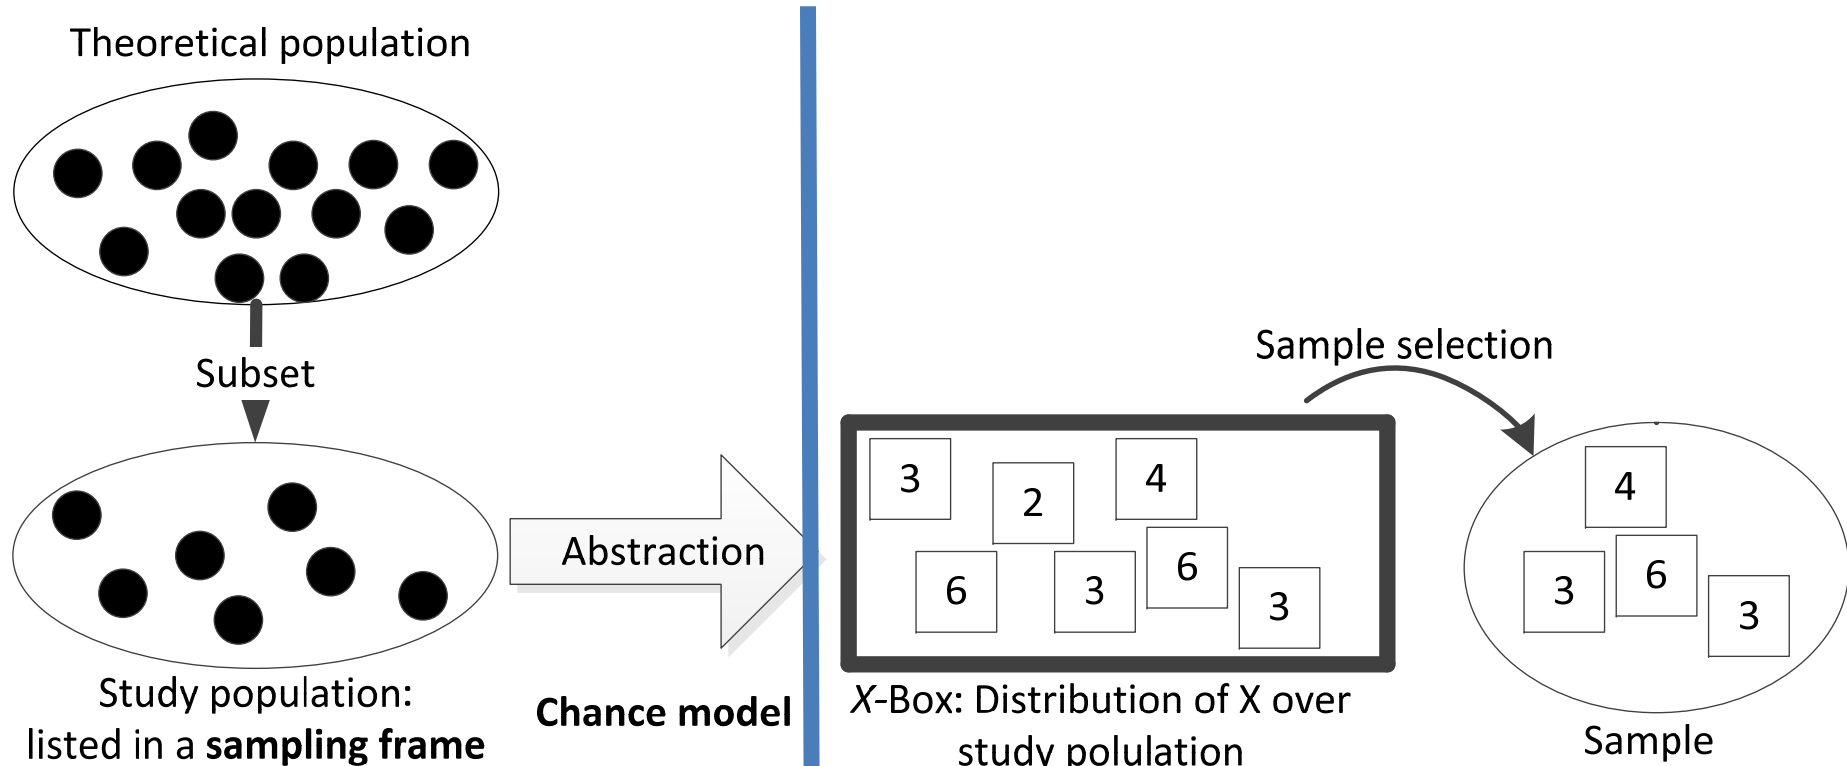 Theoretical population
Subset
Study population:
listed in a sampling frame
Abstraction
Chance model
Sample selection
3
2
4
6
3
6
3
X-Box: Distribution of X over
study polulation
4
3
6
3
Sample